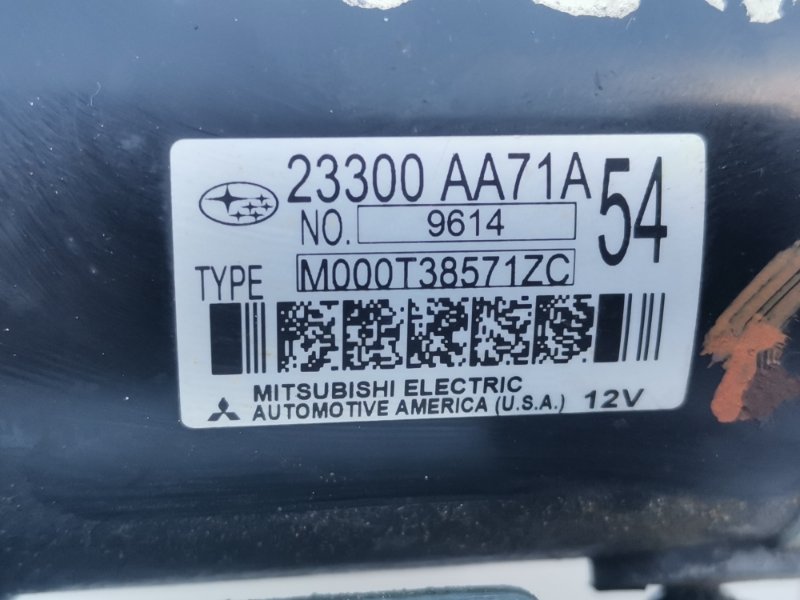 23300 AA71A
54
NO. 9614
TYPE M000T38571ZC
MITSUBISHI ELECTRIC
AUTOMOTIVE AMERICA (U.S.A.) 12V